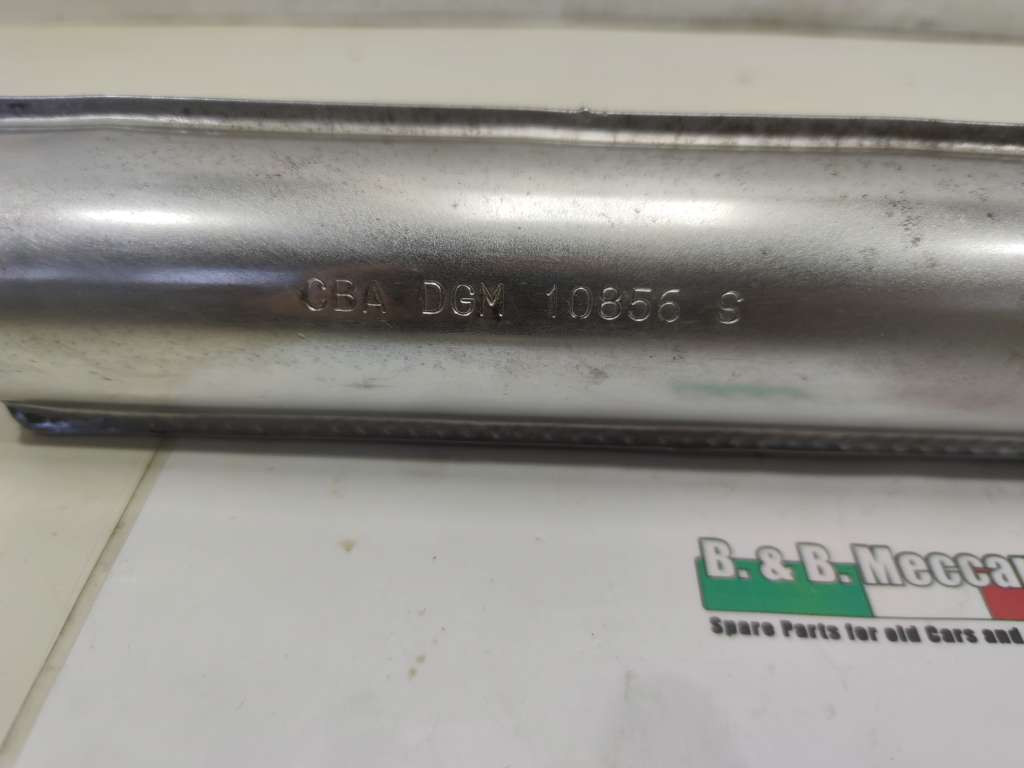 CBA DGM 10856 S
B. & B. Meccan
Spare Parts for old Cars and